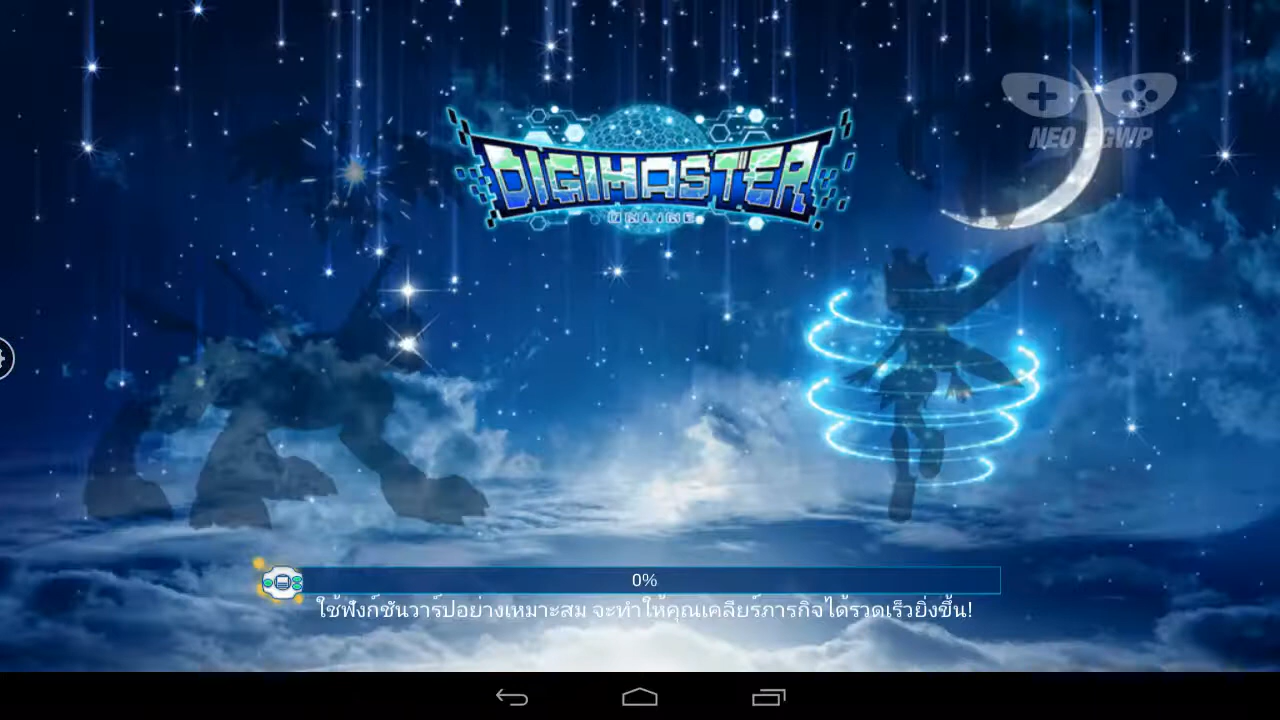 DIGIMASTER
ONLINE
NEO GGWP
0%
ใช้ฟังก์ชันวาร์ปอย่างเหมาะสม จะทำให้คุณเคลียร์ภารกิจได้รวดเร็วยิ่งขึ้น!